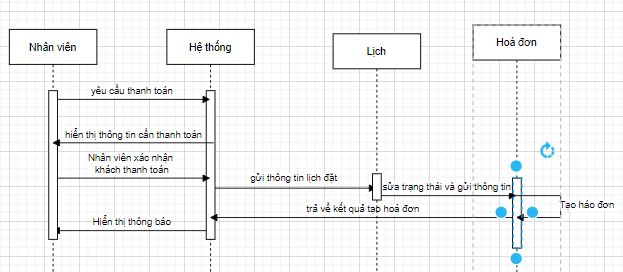 Nhân viên
Hệ thống
Lịch
Hoá đơn
yêu cầu thanh toán
hiển thị thông tin cần thanh toán
Nhân viên xác nhận
khách thanh toán
gửi thông tin lịch đặt
sửa trạng thái và gửi thông tin
Tạo háo đơn
trả về kết quả tạo hoá đơn
Hiển thị thông báo